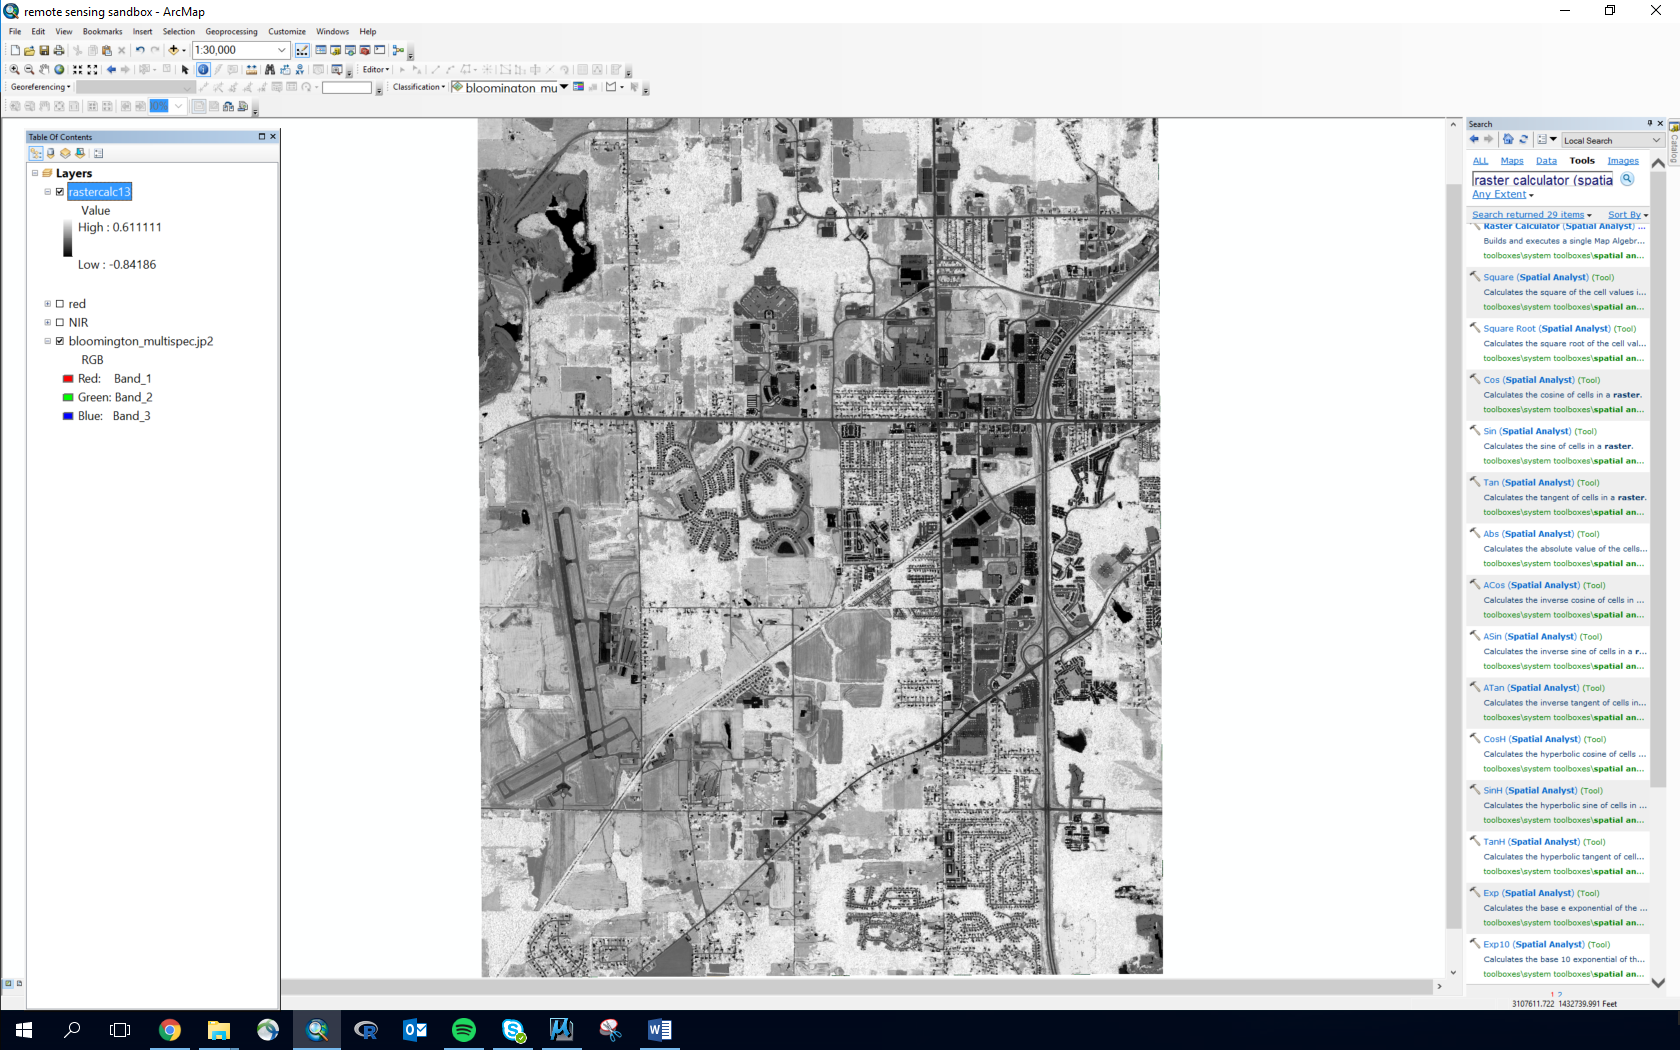 remote sensing sandbox - ArcMap
File Edit View Bookmarks Insert Selection Geoprocessing Customize Windows Help
1:30,000
Editor
Georeferencing
Classification
bloomington_mu
Table Of Contents
Layers
rastercalc13
Value
High : 0.611111
Low : -0.84186
red
NIR
bloomington_multispec.jp2
RGB
Red: Band_1
Green: Band_2
Blue: Band_3
Search
Local Search
ALL Maps Data Tools Images
raster calculator (spatia
Any Extent
Search returned 29 items Sort By
Raster Calculator (Spatial Analyst) ...
Builds and executes a single Map Algebr...
toolboxes\system toolboxes\spatial an...
Square (Spatial Analyst) (Tool)
Calculates the square of the cell values i...
toolboxes\system toolboxes\spatial an...
Square Root (Spatial Analyst) (Tool)
Calculates the square root of the cell val...
toolboxes\system toolboxes\spatial an...
Cos (Spatial Analyst) (Tool)
Calculates the cosine of cells in a raster.
toolboxes\system toolboxes\spatial an...
Sin (Spatial Analyst) (Tool)
Calculates the sine of cells in a raster.
toolboxes\system toolboxes\spatial an...
Tan (Spatial Analyst) (Tool)
Calculates the tangent of cells in a raster.
toolboxes\system toolboxes\spatial an...
Abs (Spatial Analyst) (Tool)
Calculates the absolute value of the cells...
toolboxes\system toolboxes\spatial an...
ACos (Spatial Analyst) (Tool)
Calculates the inverse cosine of cells in ...
toolboxes\system toolboxes\spatial an...
ASin (Spatial Analyst) (Tool)
Calculates the inverse sine of cells in a r...
toolboxes\system toolboxes\spatial an...
ATan (Spatial Analyst) (Tool)
Calculates the inverse tangent of cells in...
toolboxes\system toolboxes\spatial an...
CosH (Spatial Analyst) (Tool)
Calculates the hyperbolic cosine of cells ...
toolboxes\system toolboxes\spatial an...
SinH (Spatial Analyst) (Tool)
Calculates the hyperbolic sine of cells in ...
toolboxes\system toolboxes\spatial an...
TanH (Spatial Analyst) (Tool)
Calculates the hyperbolic tangent of cell...
toolboxes\system toolboxes\spatial an...
Exp (Spatial Analyst) (Tool)
Calculates the base e exponential of the ...
toolboxes\system toolboxes\spatial an...
Exp10 (Spatial Analyst) (Tool)
Calculates the base 10 exponential of th...
toolboxes\system toolboxes\spatial an...
1 2
Catalog
3107611.722 1432739.991 Feet